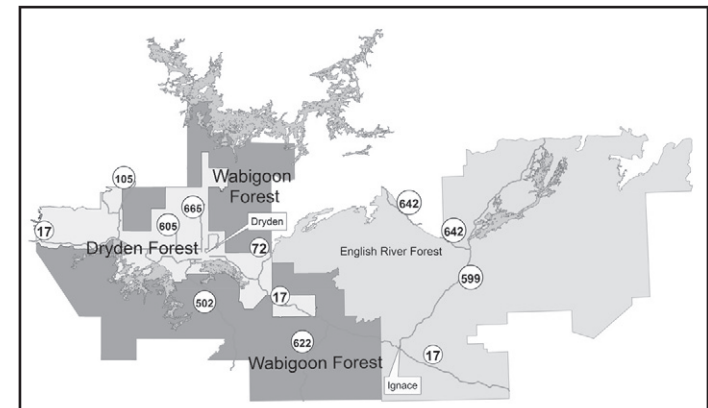 105
Wabigoon
Forest
665
642
17
605
Dryden
642
Dryden Forest
72
English River Forest
599
502
17
622
Wabigoon Forest
17
Ignace